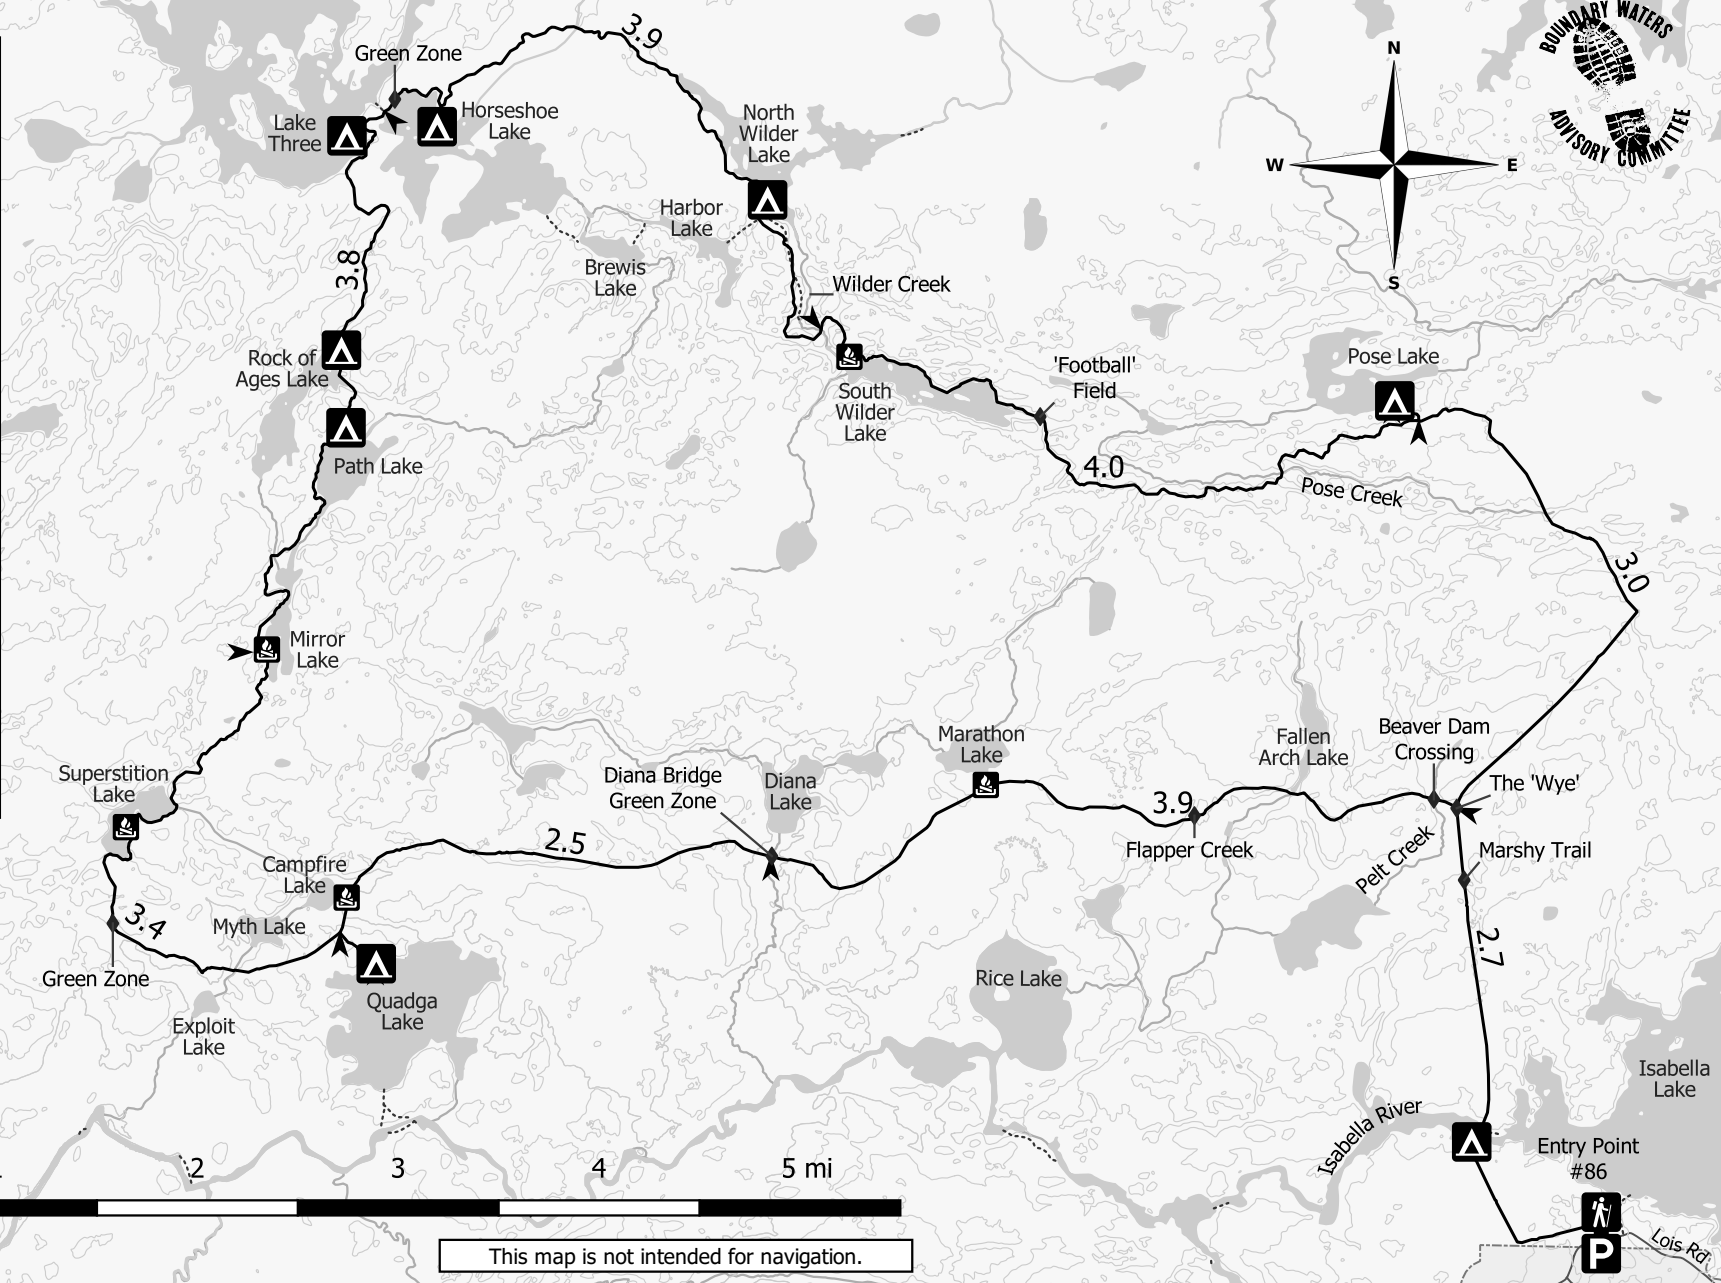 BOUNDARY WATERS
ADVISORY COMMITTEE
N
W
E
S
Green Zone
3.9
Lake
Three
Horseshoe
Lake
North
Wilder
Lake
Harbor
Lake
Brewis
Lake
3.8
Wilder Creek
Rock of
Ages Lake
Path Lake
South
Wilder
Lake
'Football'
Field
Pose Lake
4.0
Pose Creek
3.0
Mirror
Lake
Superstition
Lake
Diana Bridge
Green Zone
Diana
Lake
Marathon
Lake
Fallen
Arch Lake
Beaver Dam
Crossing
The 'Wye'
3.9
Flapper Creek
Pelt Creek
Marshy Trail
2.5
Campfire
Lake
Myth Lake
3.4
Green Zone
Quadga
Lake
Exploit
Lake
Rice Lake
2.7
Isabella
Lake
Isabella River
Entry Point
#86
P
Lois Rd
2
3
4
5 mi
This map is not intended for navigation.